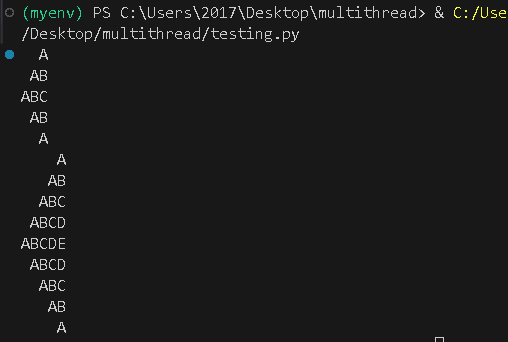 (myenv) PS C:\Users\2017\Desktop\multithread> & C:/Use
/Desktop/multithread/testing.py
  A
 AB
ABC
 AB
  A
    A
   AB
  ABC
 ABCD
ABCDE
 ABCD
  ABC
   AB
    A